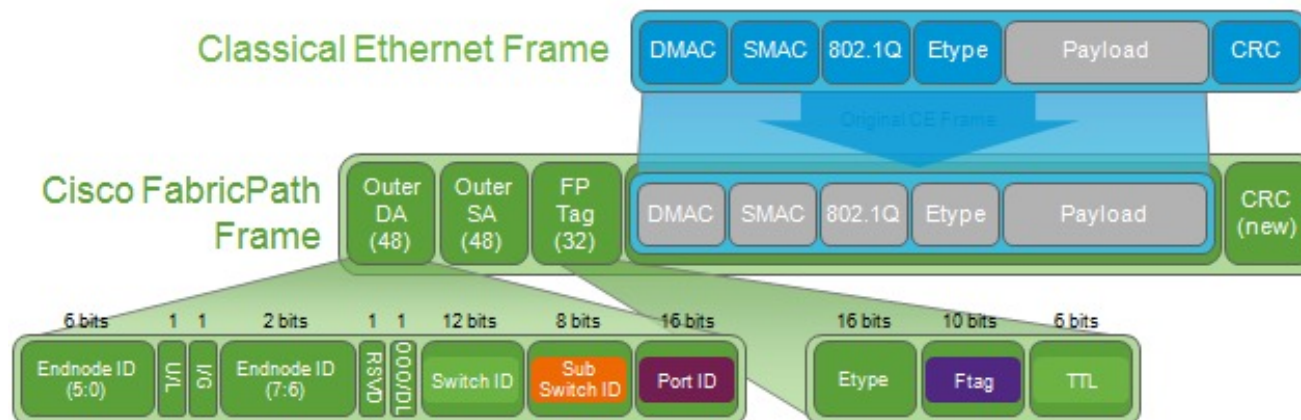 Classical Ethernet Frame
DMAC SMAC 802.1Q Etype Payload CRC
Original CE Frame
Cisco FabricPath
Frame
Outer
DA
(48)
Outer
SA
(48)
FP
Tag
(32)
DMAC SMAC 802.1Q Etype Payload
CRC
(new)
6 bits 1 1 2 bits 1 1 12 bits 8 bits 16 bits
Endnode ID
(5:0)
U/L
I/G
Endnode ID
(7:6)
RSVD
OOO/DL
Switch ID
Sub
Switch ID
Port ID
16 bits 10 bits 6 bits
Etype Ftag TTL